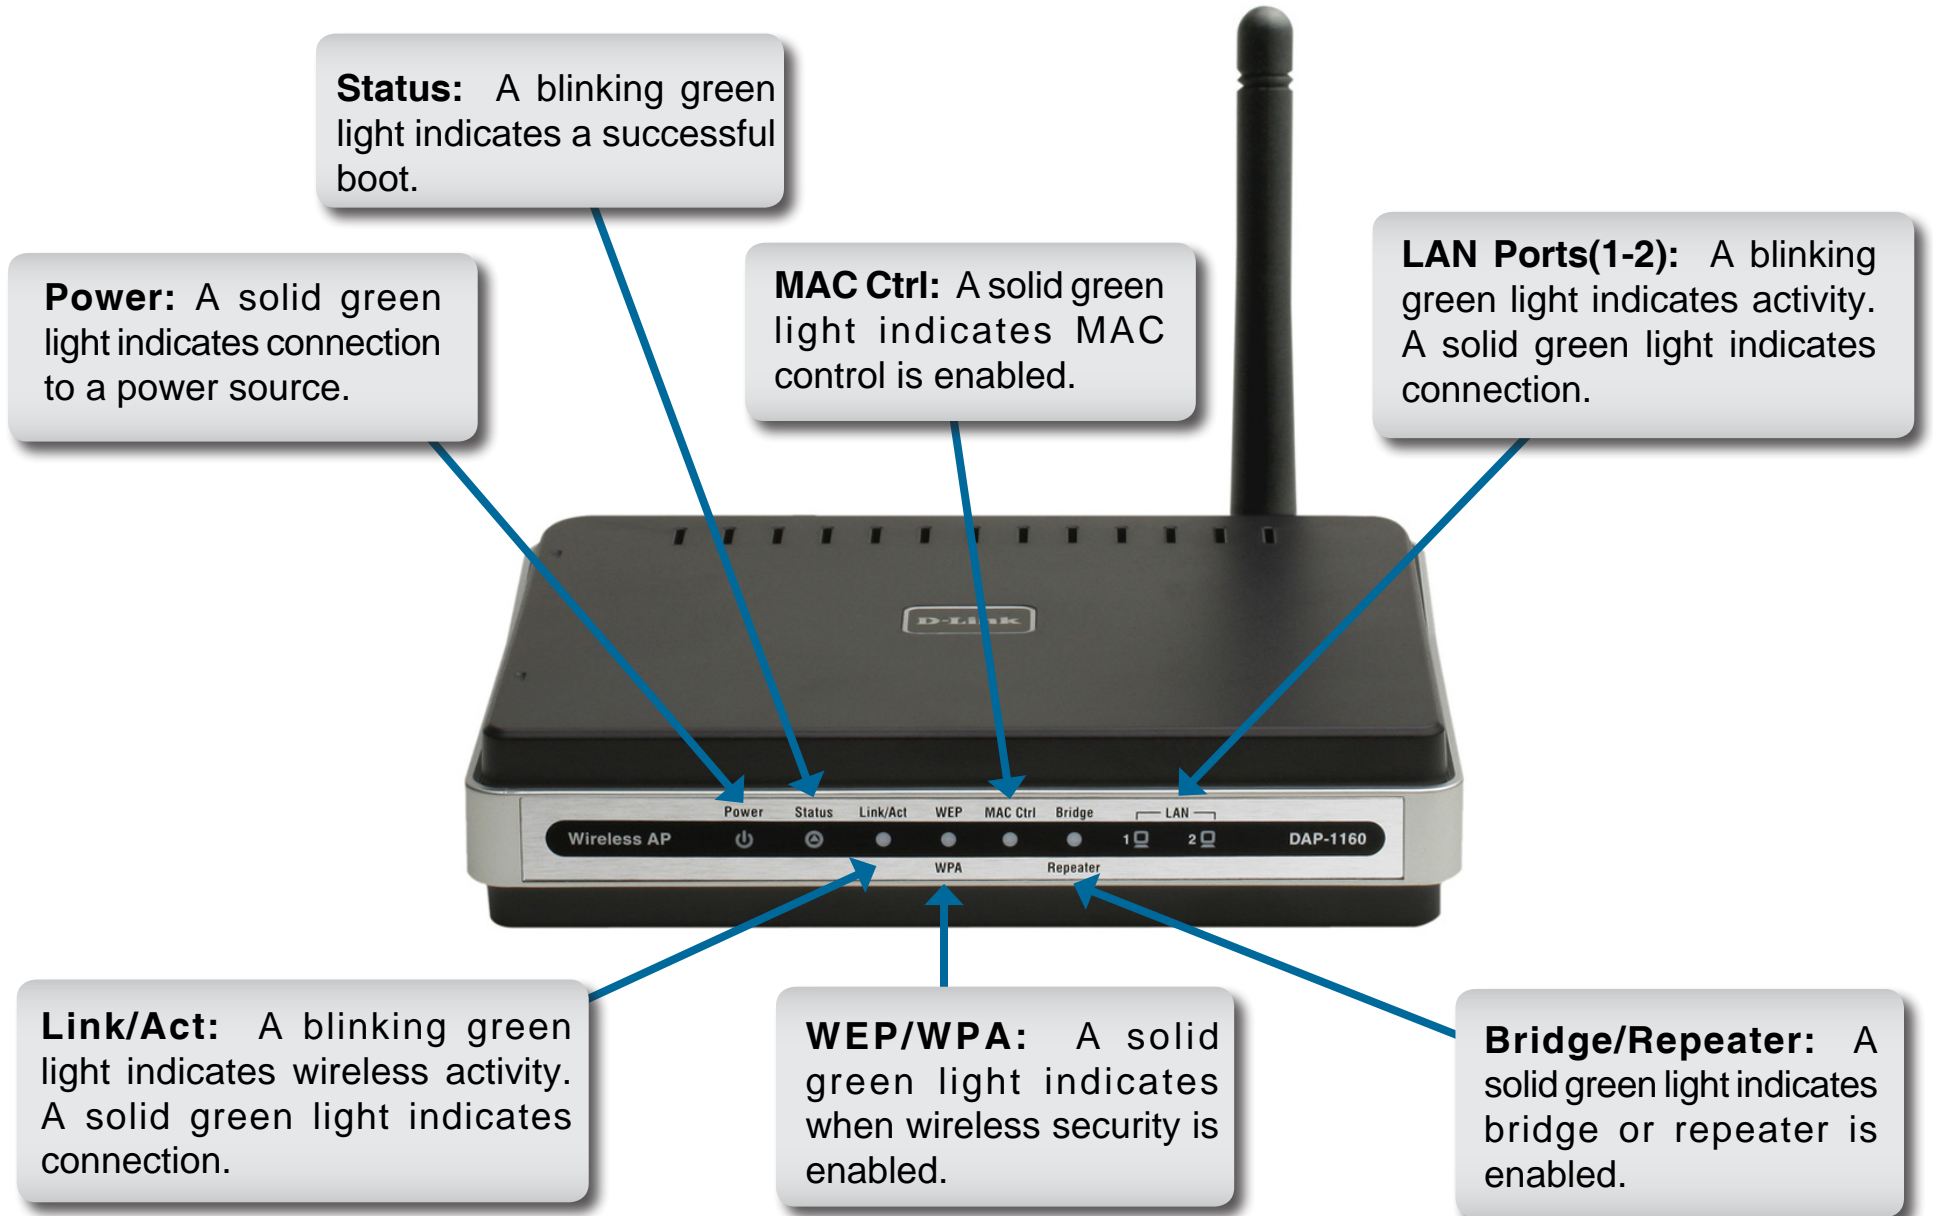 Status: A blinking green
light indicates a successful
boot.
Power: A solid green
light indicates connection
to a power source.
MAC Ctrl: A solid green
light indicates MAC
control is enabled.
LAN Ports(1-2): A blinking
green light indicates activity.
A solid green light indicates
connection.
D-Link
Power Status Link/Act WEP MAC Ctrl Bridge LAN
Wireless AP 1 2 DAP-1160
WPA Repeater
Link/Act: A blinking green
light indicates wireless activity.
A solid green light indicates
connection.
WEP/WPA: A solid
green light indicates
when wireless security is
enabled.
Bridge/Repeater: A
solid green light indicates
bridge or repeater is
enabled.